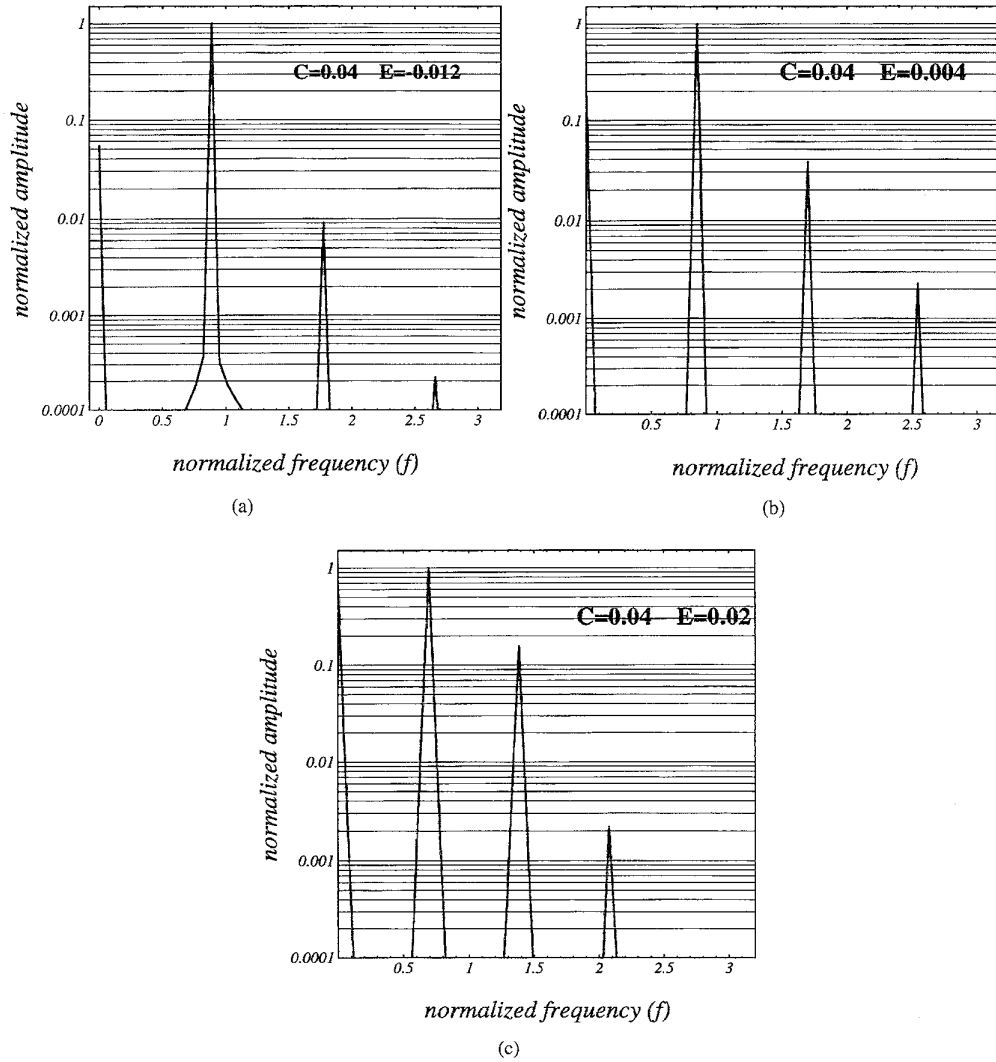 1
0.1
0.01
0.001
0.0001
normalized amplitude
C=0.04 E=-0.012
0 0.5 1 1.5 2 2.5 3
normalized frequency (f)
(a)
1
0.1
0.01
0.001
0.0001
normalized amplitude
C=0.04 E=0.004
0.5 1 1.5 2 2.5 3
normalized frequency (f)
(b)
1
0.1
0.01
0.001
0.0001
normalized amplitude
C=0.04 E=0.02
0.5 1 1.5 2 2.5 3
normalized frequency (f)
(c)